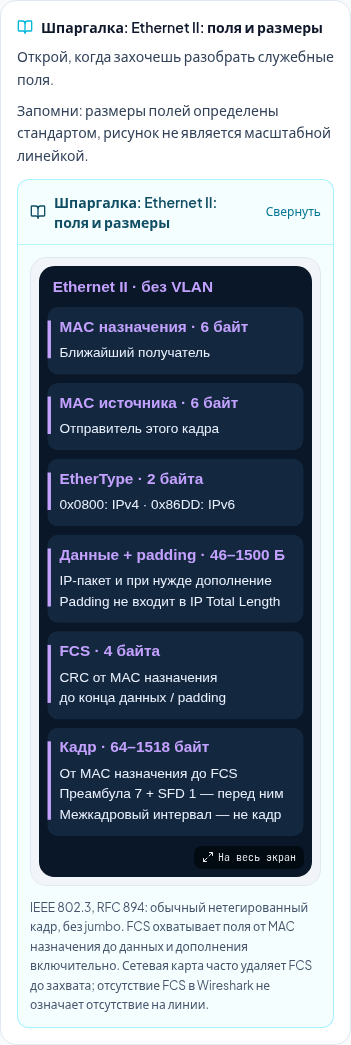 Шпаргалка: Ethernet II: поля и размеры
Открой, когда захочешь разобрать служебные
поля.
Запомни: размеры полей определены
стандартом, рисунок не является масштабной
линейкой.
Шпаргалка: Ethernet II:
поля и размеры
Свернуть
Ethernet II · без VLAN
MAC назначения · 6 байт
Ближайший получатель
MAC источника · 6 байт
Отправитель этого кадра
EtherType · 2 байта
0x0800: IPv4 · 0x86DD: IPv6
Данные + padding · 46–1500 Б
IP-пакет и при нужде дополнение
Padding не входит в IP Total Length
FCS · 4 байта
CRC от MAC назначения
до конца данных / padding
Кадр · 64–1518 байт
От MAC назначения до FCS
Преамбула 7 + SFD 1 — перед ним
Межкадровый интервал — не кадр
На весь экран
IEEE 802.3, RFC 894: обычный нетегированный
кадр, без jumbo. FCS охватывает поля от MAC
назначения до данных и дополнения
включительно. Сетевая карта часто удаляет FCS
до захвата; отсутствие FCS в Wireshark не
означает отсутствие на линии.